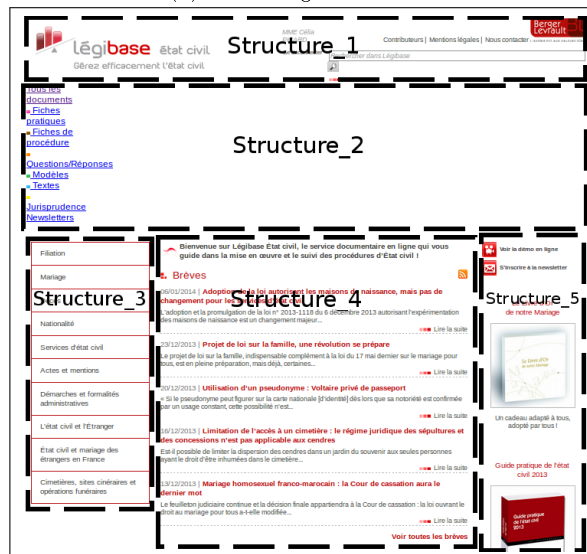 MME Célia
Berger
Levrault
Contributeurs | Mentions légales | Nous contacter
légibase état civil
Structure_1
Gérez efficacement l'état civil
Rechercher dans Légibase
Tous les
documents
Fiches
pratiques
Fiches de
procédure
Questions/Réponses
Modèles
Textes
Jurisprudence
Newsletters
Structure_2
Filiation
Mariage
Structure_3
Nationalité
Services d'état civil
Actes et mentions
Démarches et formalités
administratives
L'état civil et l'Etranger
État civil et mariage des
étrangers en France
Cimetières, sites cinéraires et
opérations funéraires
Bienvenue sur Légibase État civil, le service documentaire en ligne qui vous
guide dans la mise en œuvre et le suivi des procédures d'État civil !
Brèves
06/01/2014 | Adoption de la loi autorisant les maisons de naissance, mais pas de
changement pour les services d'état civil
Structure_4
L'adoption et la promulgation de la loi n° 2013-1118 du 6 décembre 2013 autorisant l'expérimentation
des maisons de naissance est un changement majeur...
Lire la suite
23/12/2013 | Projet de loi sur la famille, une révolution se prépare
Le projet de loi sur la famille, indispensable complément à la loi du 17 mai dernier sur le mariage pour
tous, est en pleine préparation, mais déjà, certaines...
Lire la suite
20/12/2013 | Utilisation d'un pseudonyme : Voltaire privé de passeport
« Si le pseudonyme peut figurer sur la carte nationale [d'identité] dès lors que sa notoriété est confirmée
par un usage constant, cette possibilité n'est...
Lire la suite
16/12/2013 | Limitation de l'accès à un cimetière : le régime juridique des sépultures et
des concessions n'est pas applicable aux cendres
Est-il possible de limiter la dispersion des cendres dans un jardin du souvenir aux seules personnes
ayant le droit d'être inhumées dans le cimetière...
Lire la suite
13/12/2013 | Mariage homosexuel franco-marocain : la Cour de cassation aura le
dernier mot
Le feuilleton judiciaire continue et la décision finale appartiendra à la Cour de cassation : la loi ouvrant le
droit au mariage pour tous a-t-elle modifiée...
Lire la suite
Voir toutes les brèves
Voir la démo en ligne
S'inscrire à la newsletter
Structure_5
Le Livre d'Or
de notre Mariage
Un cadeau adapté à tous,
adopté par tous !
Guide pratique de l'état
civil 2013
Guide pratique
de l'état civil
2013